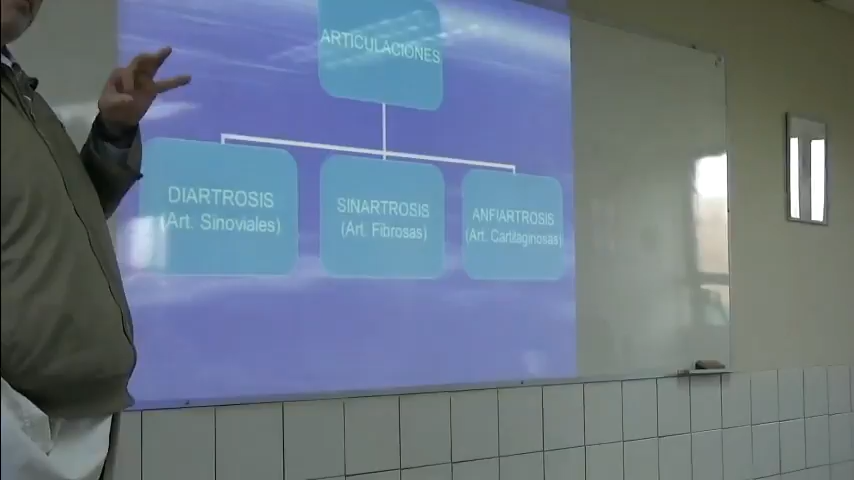 ARTICULACIONES
DIARTROSIS
(Art. Sinoviales)
SINARTROSIS
(Art. Fibrosas)
ANFIARTROSIS
(Art. Cartilaginosas)